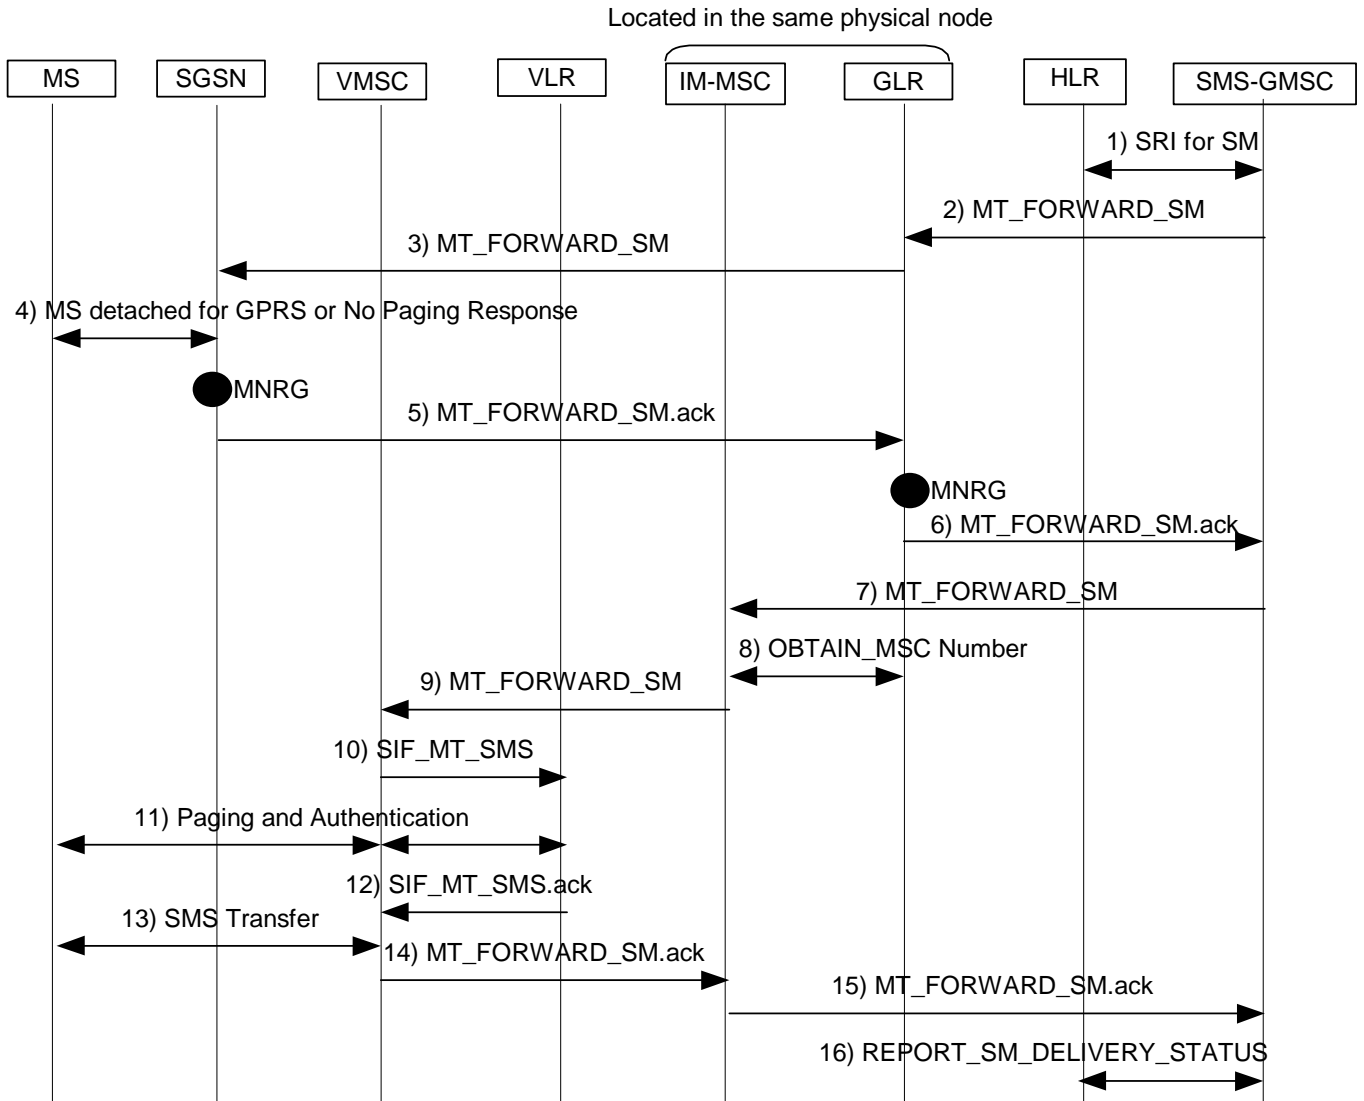 Located in the same physical node
MS
SGSN
VMSC
VLR
IM-MSC
GLR
HLR
SMS-GMSC
1) SRI for SM
2) MT_FORWARD_SM
3) MT_FORWARD_SM
4) MS detached for GPRS or No Paging Response
MNRG
5) MT_FORWARD_SM.ack
MNRG
6) MT_FORWARD_SM.ack
7) MT_FORWARD_SM
8) OBTAIN_MSC Number
9) MT_FORWARD_SM
10) SIF_MT_SMS
11) Paging and Authentication
12) SIF_MT_SMS.ack
13) SMS Transfer
14) MT_FORWARD_SM.ack
15) MT_FORWARD_SM.ack
16) REPORT_SM_DELIVERY_STATUS